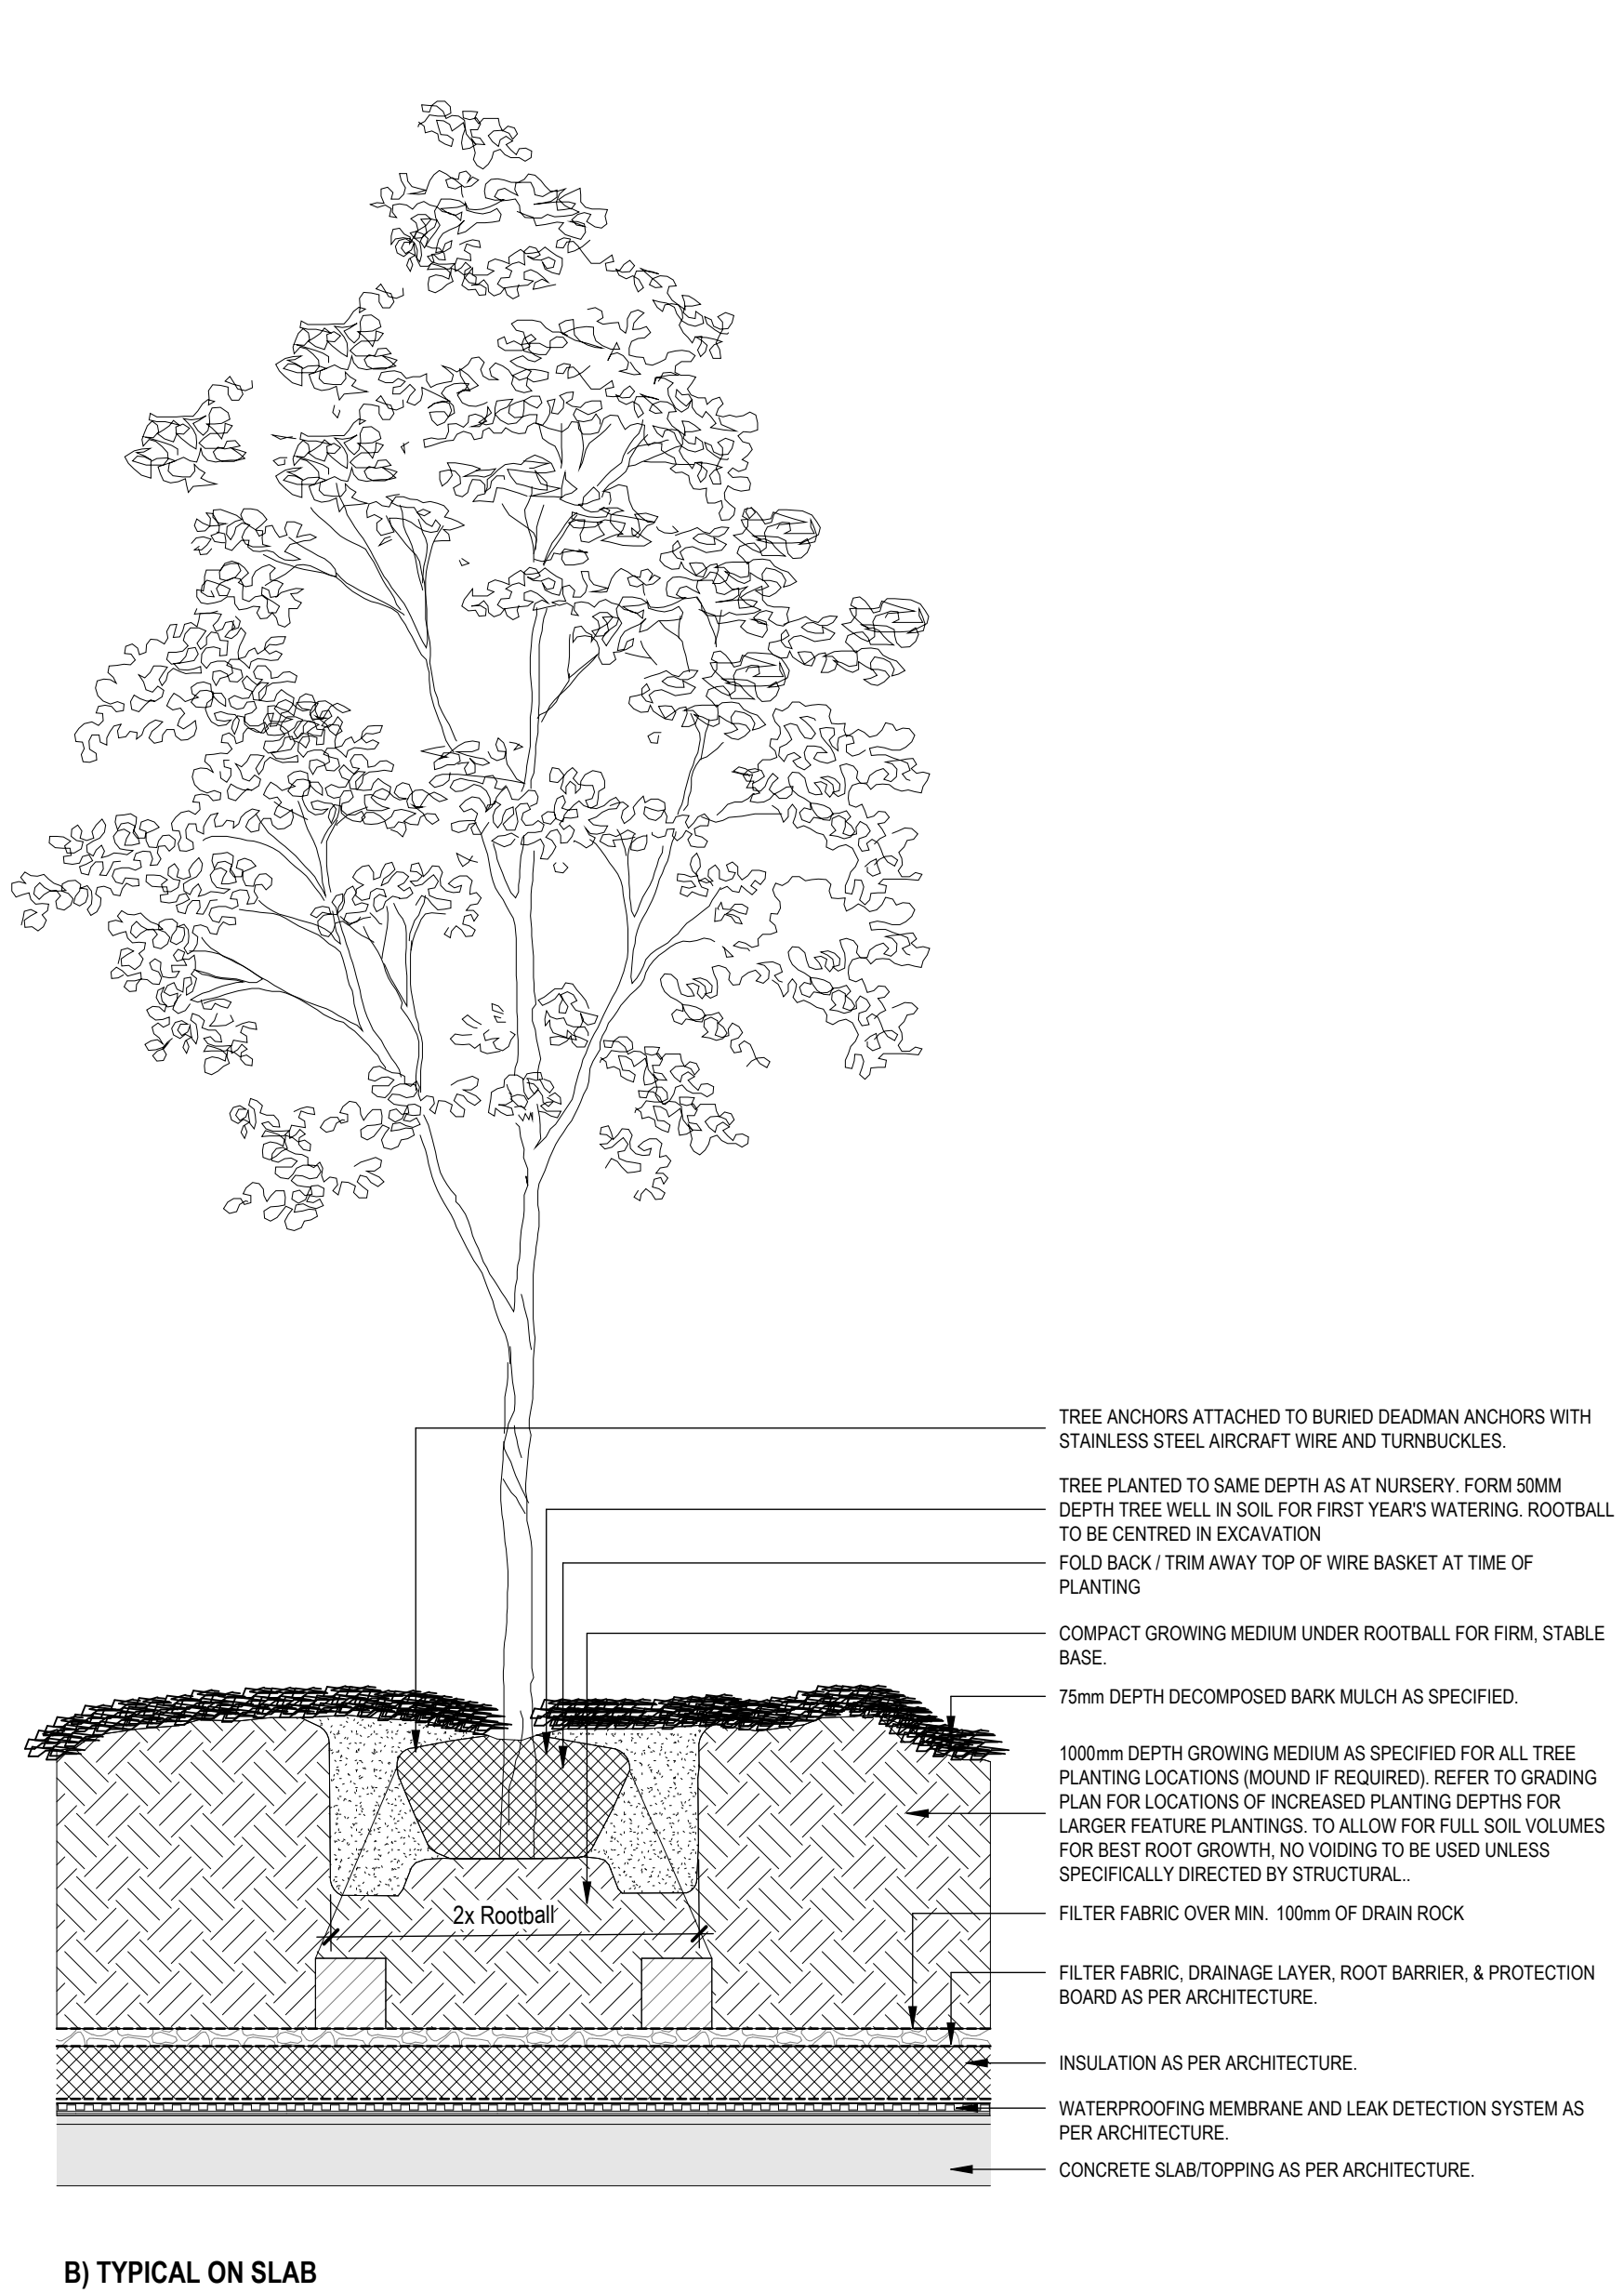 TREE ANCHORS ATTACHED TO BURIED DEADMAN ANCHORS WITH
STAINLESS STEEL AIRCRAFT WIRE AND TURNBUCKLES.
TREE PLANTED TO SAME DEPTH AS AT NURSERY. FORM 50MM
DEPTH TREE WELL IN SOIL FOR FIRST YEAR'S WATERING. ROOTBALL
TO BE CENTRED IN EXCAVATION
FOLD BACK / TRIM AWAY TOP OF WIRE BASKET AT TIME OF
PLANTING
COMPACT GROWING MEDIUM UNDER ROOTBALL FOR FIRM, STABLE
BASE.
75mm DEPTH DECOMPOSED BARK MULCH AS SPECIFIED.
1000mm DEPTH GROWING MEDIUM AS SPECIFIED FOR ALL TREE
PLANTING LOCATIONS (MOUND IF REQUIRED). REFER TO GRADING
PLAN FOR LOCATIONS OF INCREASED PLANTING DEPTHS FOR
LARGER FEATURE PLANTINGS. TO ALLOW FOR FULL SOIL VOLUMES
FOR BEST ROOT GROWTH, NO VOIDING TO BE USED UNLESS
SPECIFICALLY DIRECTED BY STRUCTURAL..
2x Rootball
FILTER FABRIC OVER MIN. 100mm OF DRAIN ROCK
FILTER FABRIC, DRAINAGE LAYER, ROOT BARRIER, & PROTECTION
BOARD AS PER ARCHITECTURE.
INSULATION AS PER ARCHITECTURE.
WATERPROOFING MEMBRANE AND LEAK DETECTION SYSTEM AS
PER ARCHITECTURE.
CONCRETE SLAB/TOPPING AS PER ARCHITECTURE.
B) TYPICAL ON SLAB